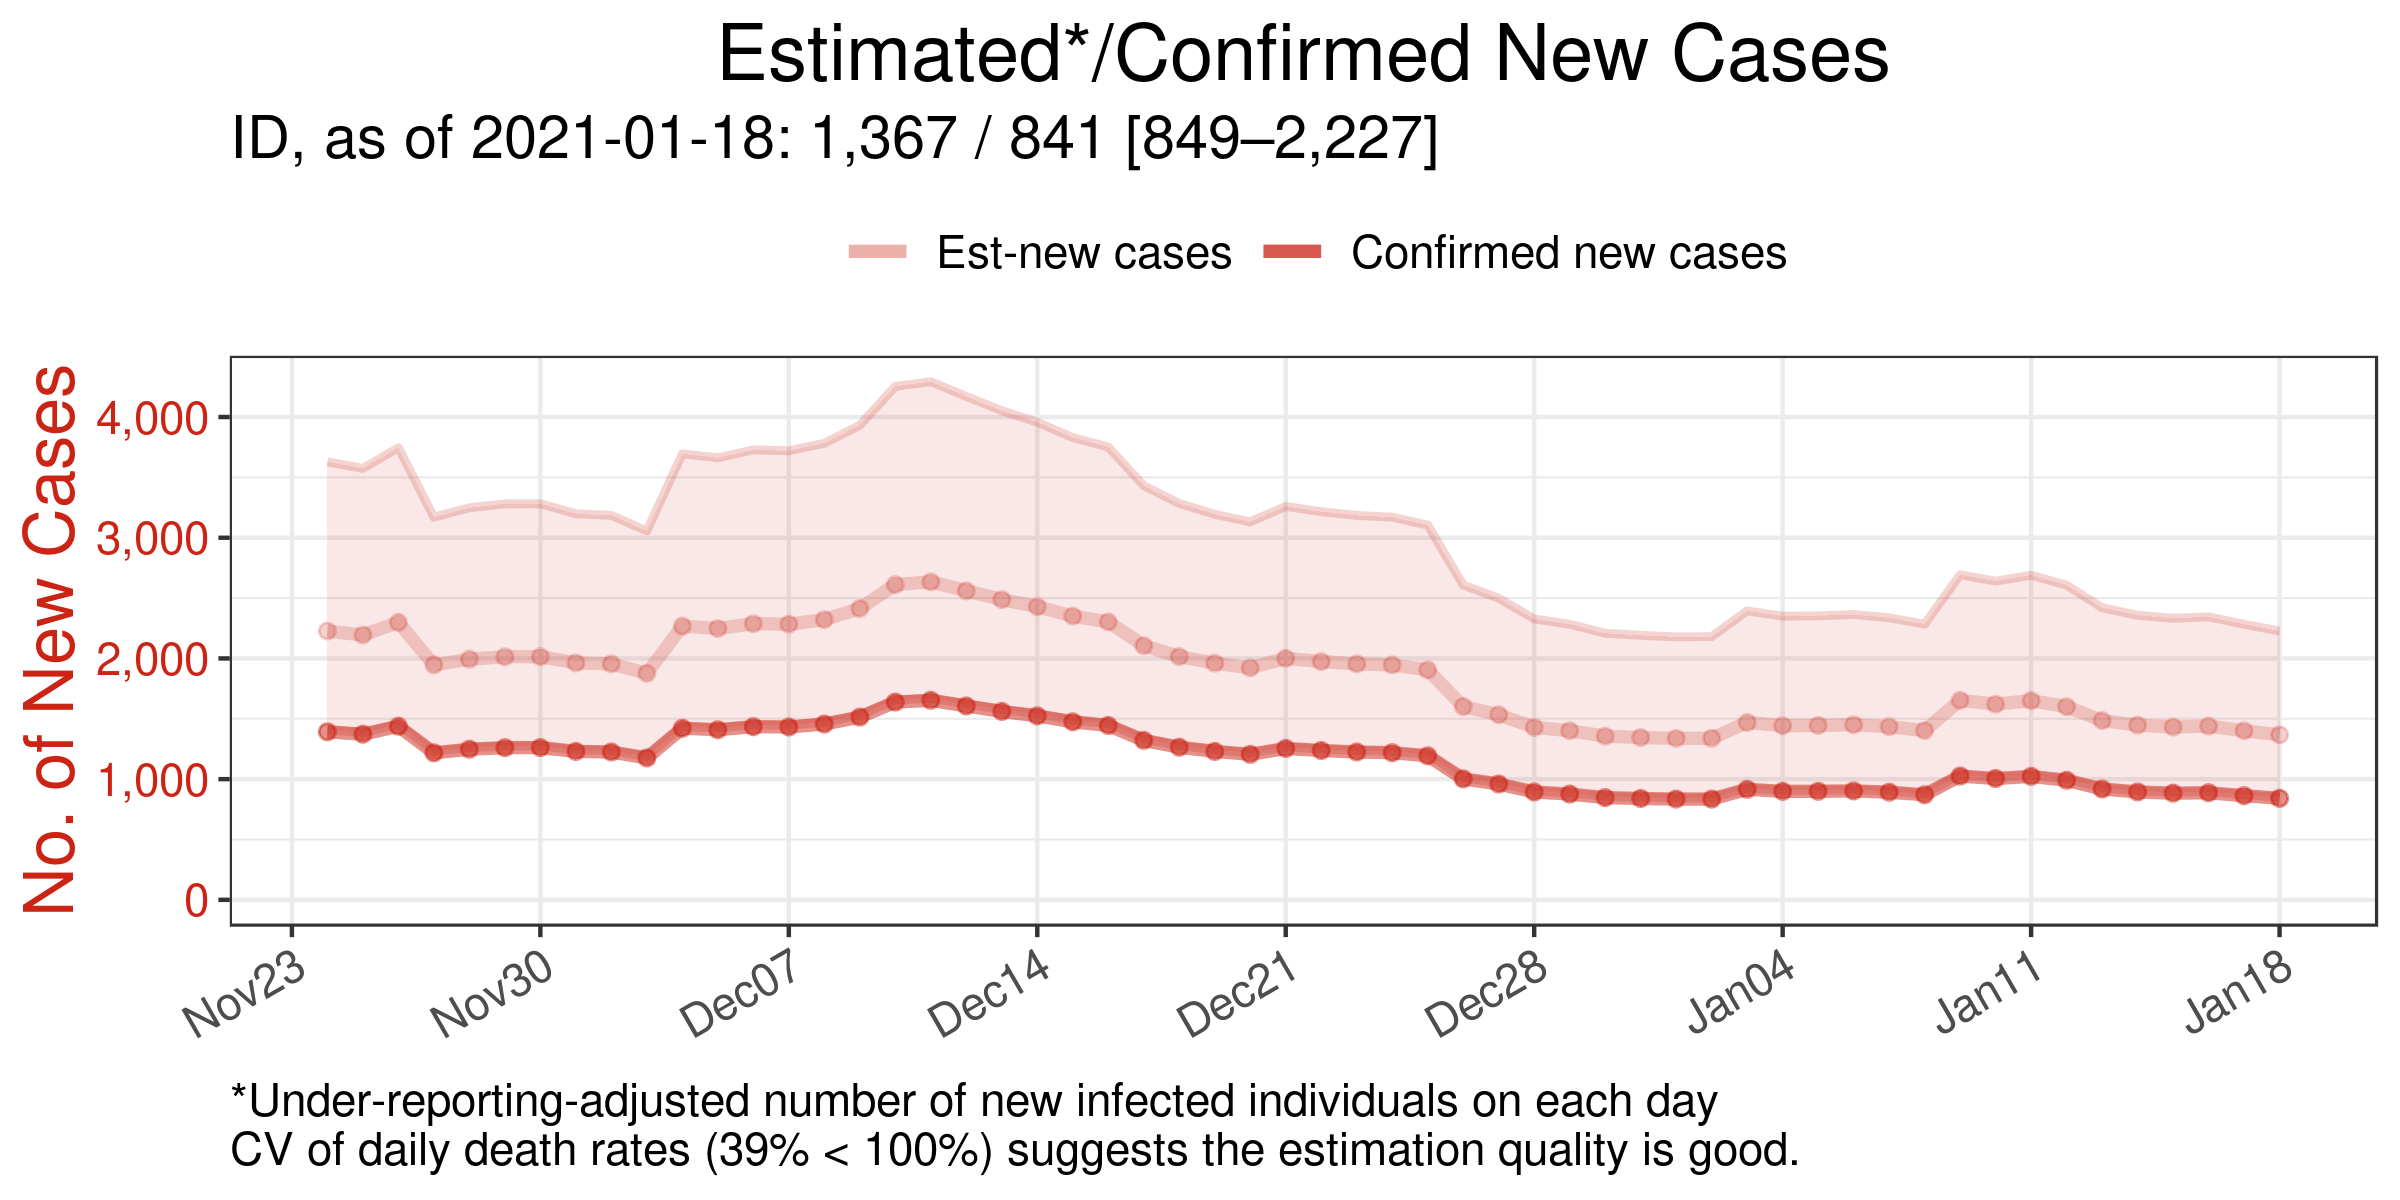 Estimated*/Confirmed New Cases
ID, as of 2021-01-18: 1,367 / 841 [849–2,227]
Est-new cases Confirmed new cases
No. of New Cases
4,000
3,000
2,000
1,000
0
Nov23 Nov30 Dec07 Dec14 Dec21 Dec28 Jan04 Jan11 Jan18
*Under-reporting-adjusted number of new infected individuals on each day
CV of daily death rates (39% < 100%) suggests the estimation quality is good.